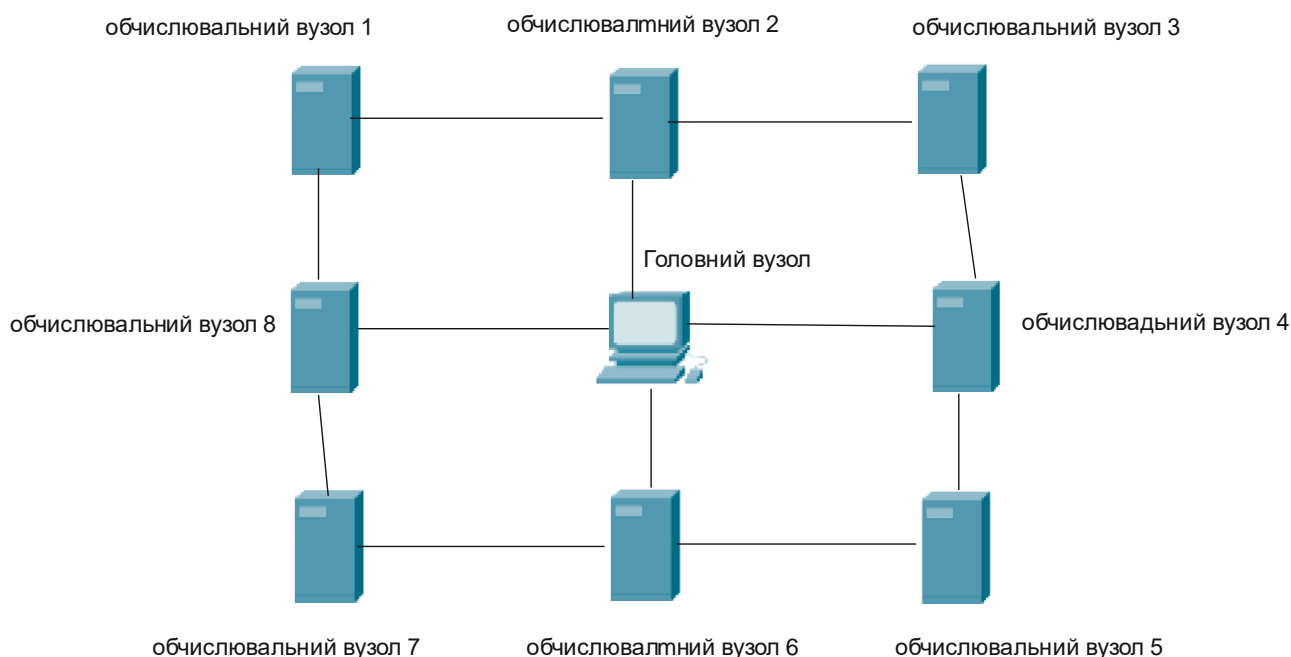 обчислювальний вузол 1
обчислювалтний вузол 2
обчислювальний вузол 3
Головний вузол
обчислювальний вузол 8
обчислювадьний вузол 4
обчислювальний вузол 7
обчислювалтний вузол 6
обчислювальний вузол 5